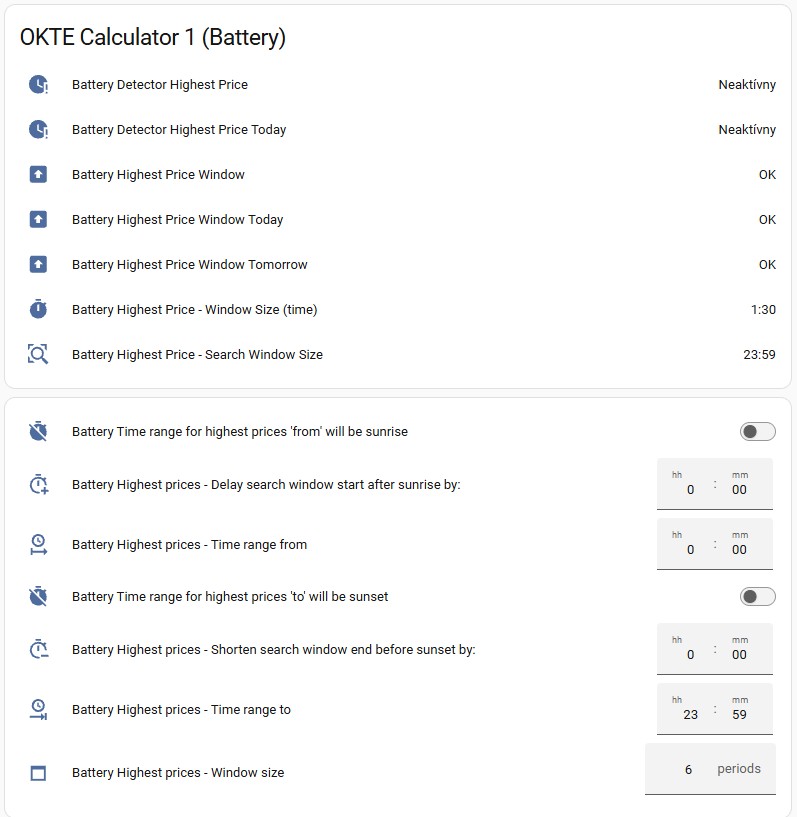 OKTE Calculator 1 (Battery)
Battery Detector Highest Price Neaktívny
Battery Detector Highest Price Today Neaktívny
Battery Highest Price Window OK
Battery Highest Price Window Today OK
Battery Highest Price Window Tomorrow OK
Battery Highest Price - Window Size (time) 1:30
Battery Highest Price - Search Window Size 23:59
Battery Time range for highest prices 'from' will be sunrise
Battery Highest prices - Delay search window start after sunrise by: hh 0 : mm 00
Battery Highest prices - Time range from hh 0 : mm 00
Battery Time range for highest prices 'to' will be sunset
Battery Highest prices - Shorten search window end before sunset by: hh 0 : mm 00
Battery Highest prices - Time range to hh 23 : mm 59
Battery Highest prices - Window size 6 periods